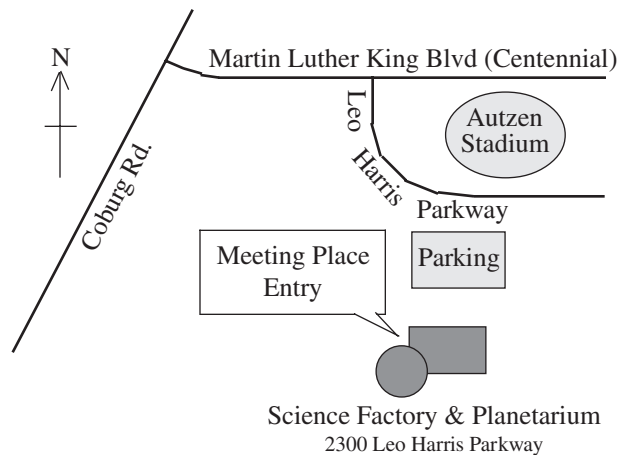 Martin Luther King Blvd (Centennial)
N
Leo
Harris
Parkway
Autzen
Stadium
Coburg Rd.
Meeting Place
Entry
Parking
Science Factory & Planetarium
2300 Leo Harris Parkway